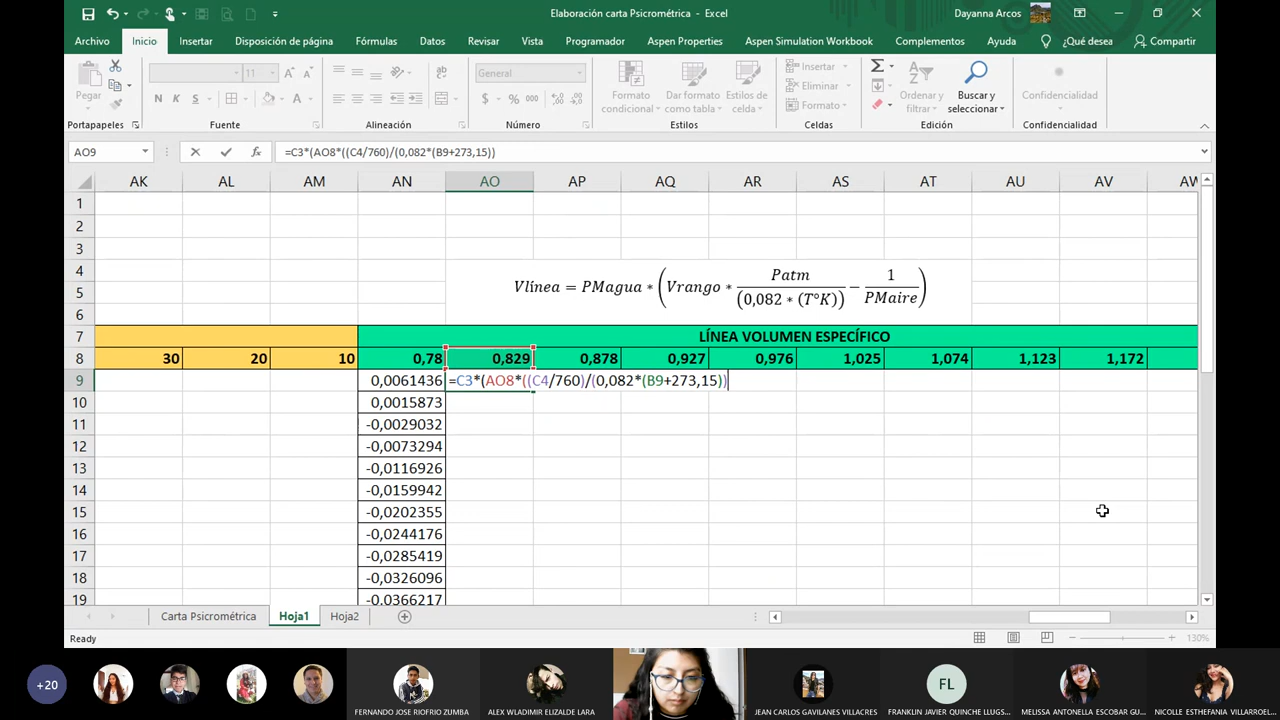 Elaboración carta Psicrométrica - Excel
Dayanna Arcos
Archivo Inicio Insertar Disposición de página Fórmulas Datos Revisar Vista Programador Aspen Properties Aspen Simulation Workbook Complementos Ayuda ¿Qué desea Compartir
Pegar
11
N K S
General
$ % 000
Formato condicional
Dar formato como tabla
Estilos de celda
Insertar
Eliminar
Formato
Ordenar y filtrar
Buscar y seleccionar
Confidencialidad
Portapapeles Fuente Alineación Número Estilos Celdas Edición Confidencialidad
AO9 fx =C3*(AO8*((C4/760)/(0,082*(B9+273,15))
AK AL AM AN AO AP AQ AR AS AT AU AV AW
1
2
3
4
5
6
Vlínea = PMagua * (Vrango * Patm / (0,082 * (T°K)) − 1 / PMaire)
7 LÍNEA VOLUMEN ESPECÍFICO
8 30 20 10 0,78 0,829 0,878 0,927 0,976 1,025 1,074 1,123 1,172
9 0,0061436 =C3*(AO8*((C4/760)/(0,082*(B9+273,15))
10 0,0015873
11 -0,0029032
12 -0,0073294
13 -0,0116926
14 -0,0159942
15 -0,0202355
16 -0,0244176
17 -0,0285419
18 -0,0326096
19 -0,0366217
Carta Psicrométrica Hoja1 Hoja2
Ready 130%
+20
FL
FERNANDO JOSE RIOFRIO ZUMBA
ALEX WLADIMIR ELIZALDE LARA
JEAN CARLOS GAVILANES VILLACRES
FRANKLIN JAVIER QUINCHE LLUGS...
MELISSA ANTONELLA ESCOBAR GU...
NICOLE ESTHEFANIA VILLARROEL...